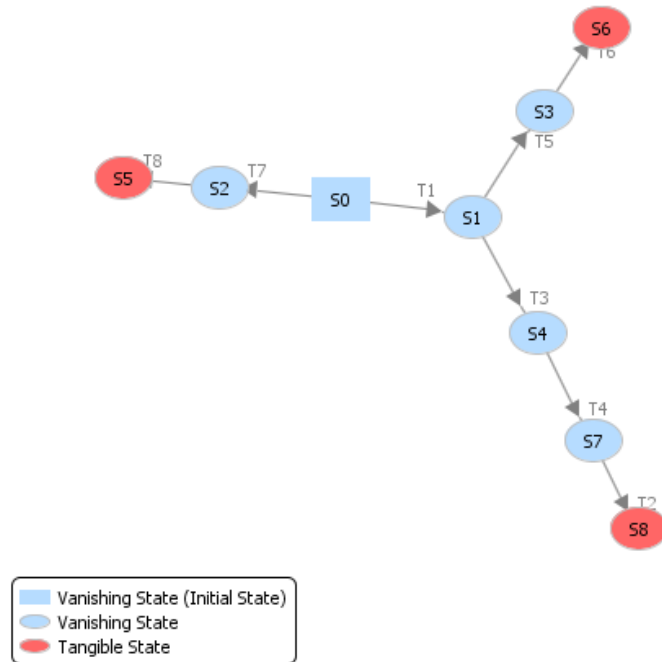 S6
T6
S3
T5
T8
T7
S5
S2
S0
T1
S1
T3
S4
T4
S7
T2
S8
Vanishing State (Initial State)
Vanishing State
Tangible State